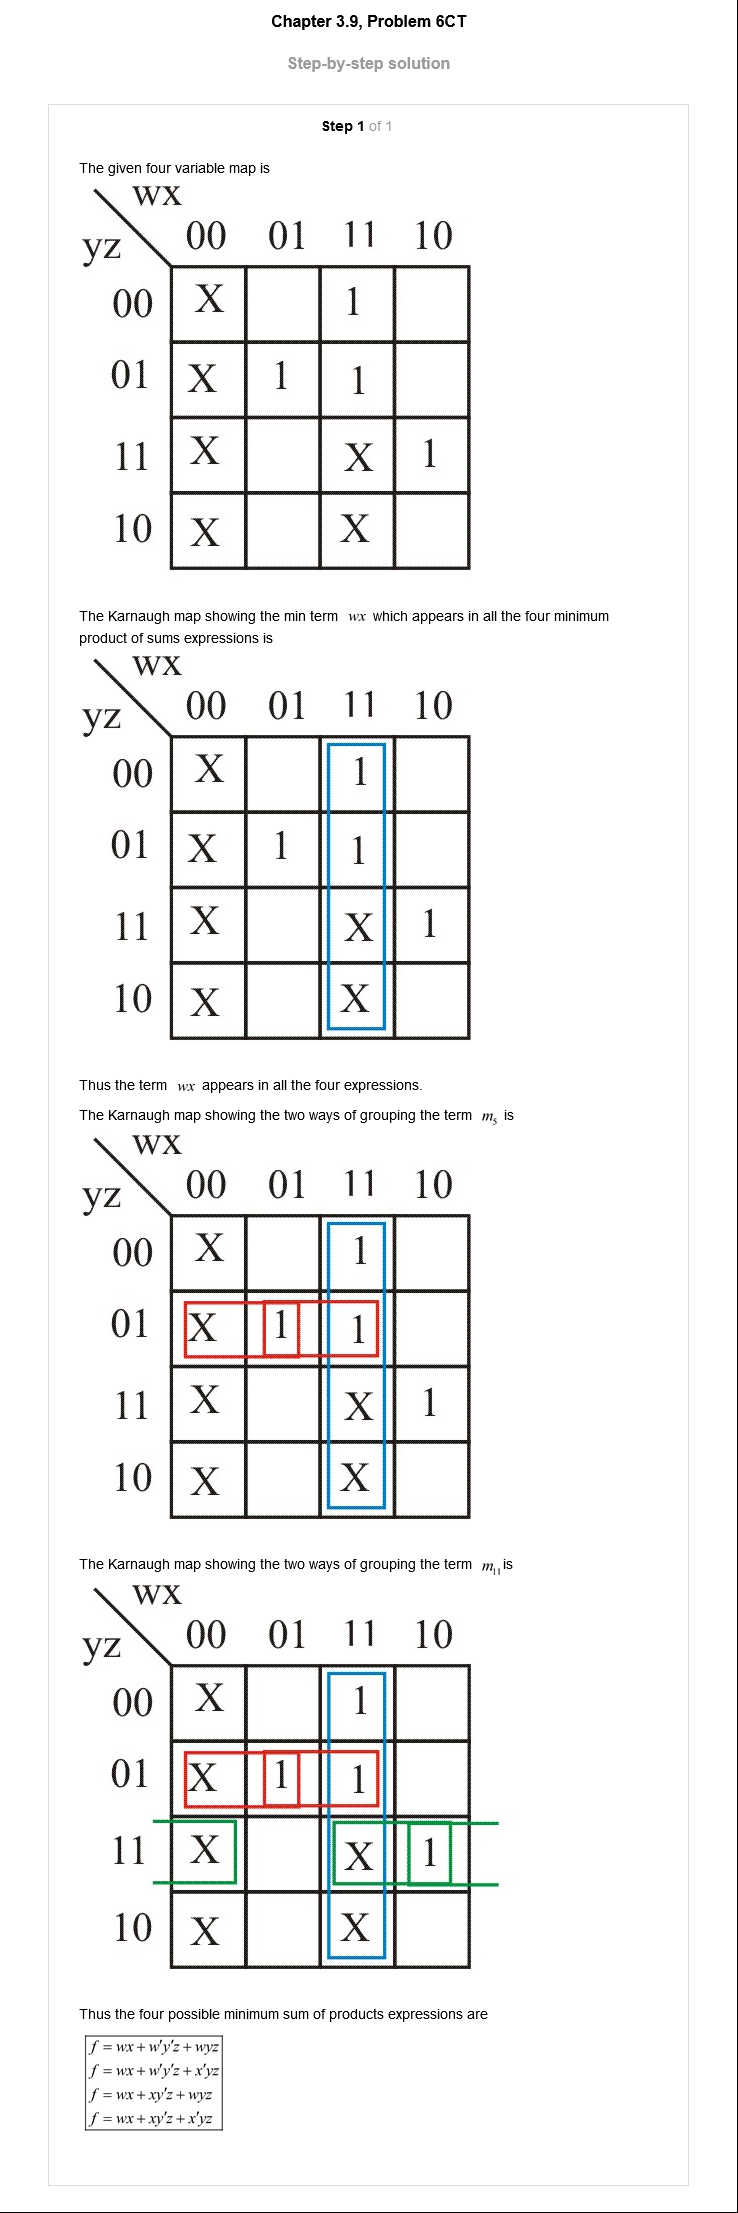 Chapter 3.9, Problem 6CT
Step-by-step solution
Step 1 of 1
The given four variable map is
wx
yz
00 01 11 10
00 X 1
01 X 1 1
11 X X 1
10 X X
The Karnaugh map showing the min term wx which appears in all the four minimum
product of sums expressions is
wx
yz
00 01 11 10
00 X 1
01 X 1 1
11 X X 1
10 X X
Thus the term wx appears in all the four expressions.
The Karnaugh map showing the two ways of grouping the term m₅ is
wx
yz
00 01 11 10
00 X 1
01 X 1 1
11 X X 1
10 X X
The Karnaugh map showing the two ways of grouping the term m₁₁ is
wx
yz
00 01 11 10
00 X 1
01 X 1 1
11 X X 1
10 X X
Thus the four possible minimum sum of products expressions are
f = wx + w'y'z + wyz
f = wx + w'y'z + x'yz
f = wx + xy'z + wyz
f = wx + xy'z + x'yz